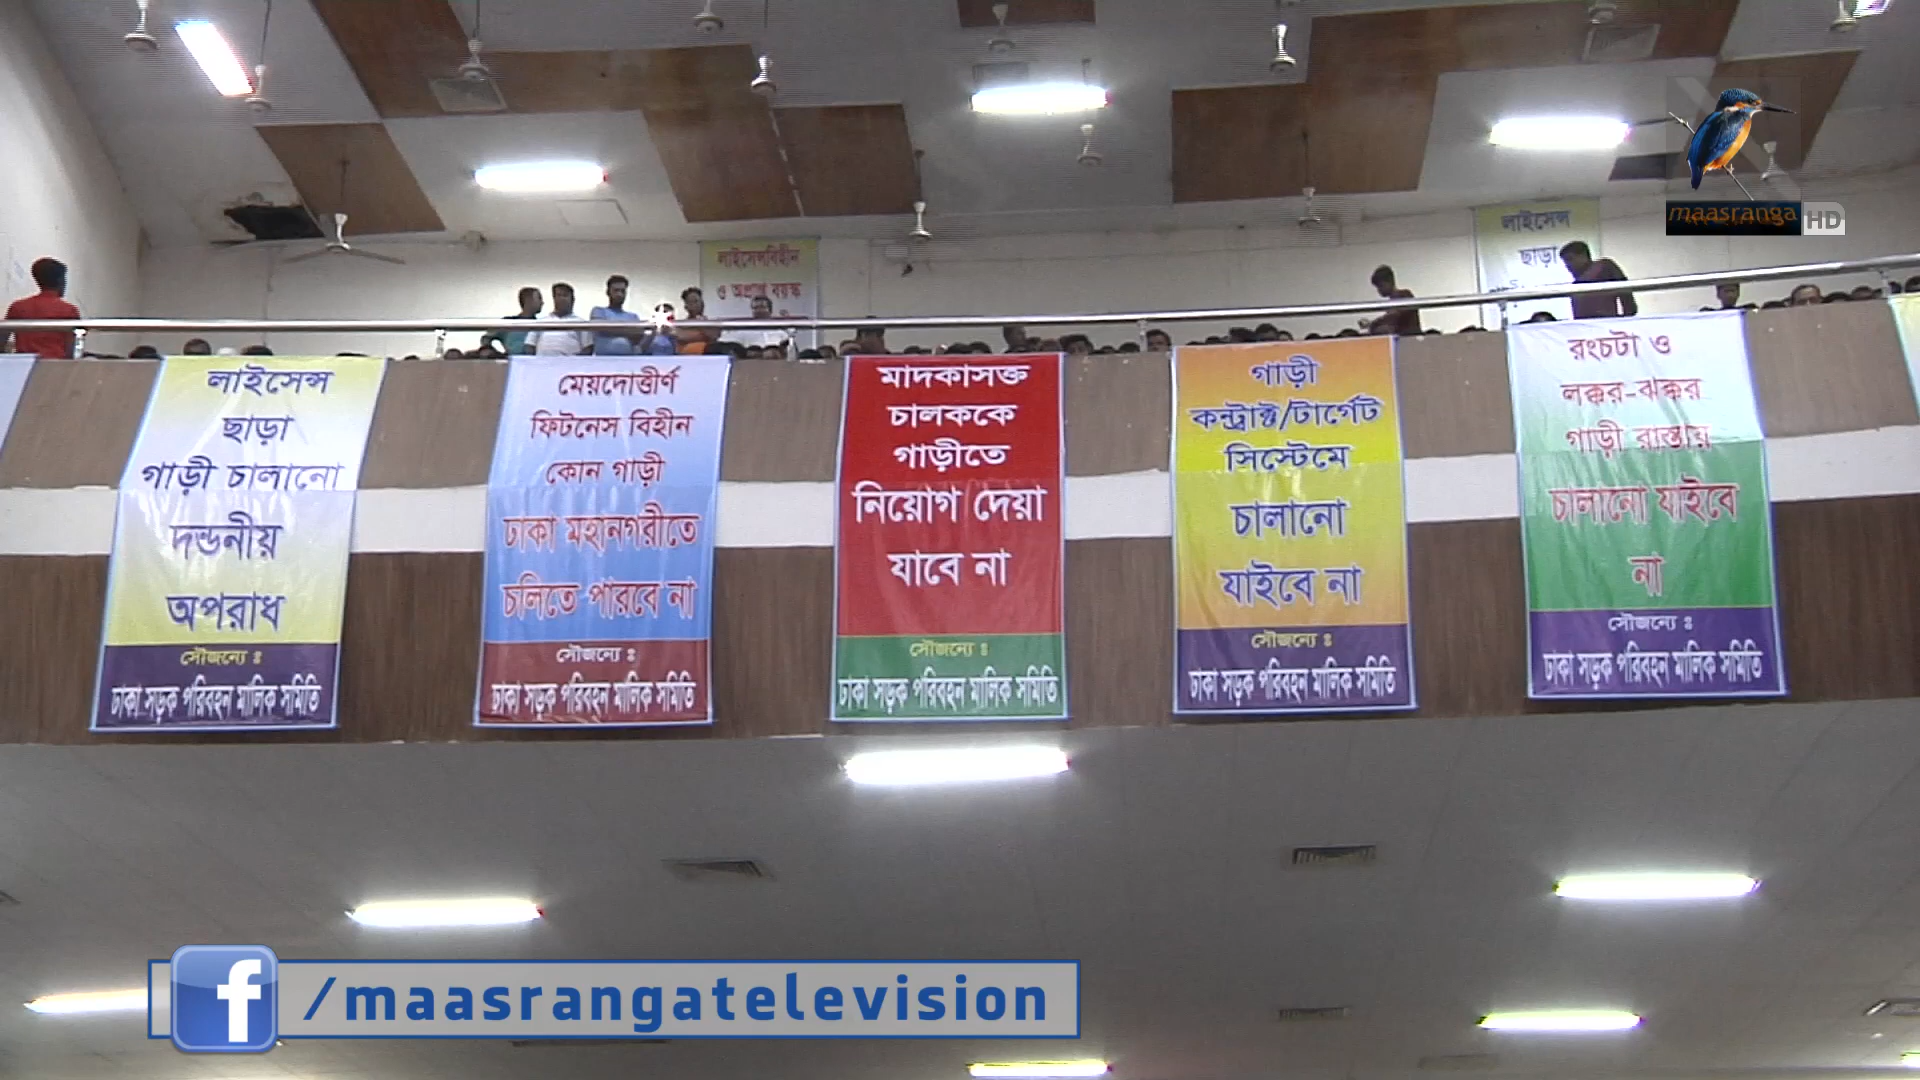 maasranga HD
লাইসেন্সবিহীন
ও অপ্রাপ্ত বয়স্ক
লাইসেন্স
ছাড়া
লাইসেন্স
ছাড়া
গাড়ী চালানো
দন্ডনীয়
অপরাধ
সৌজন্যে ঃ
ঢাকা সড়ক পরিবহন মালিক সমিতি
মেয়দোত্তীর্ণ
ফিটনেস বিহীন
কোন গাড়ী
ঢাকা মহানগরীতে
চলিতে পারবে না
সৌজন্যে ঃ
ঢাকা সড়ক পরিবহন মালিক সমিতি
মাদকাসক্ত
চালককে
গাড়ীতে
নিয়োগ দেয়া
যাবে না
সৌজন্যে ঃ
ঢাকা সড়ক পরিবহন মালিক সমিতি
গাড়ী
কন্ট্রাক্ট/টার্গেট
সিস্টেমে
চালানো
যাইবে না
সৌজন্যে ঃ
ঢাকা সড়ক পরিবহন মালিক সমিতি
রংচটা ও
লক্কর-ঝক্কর
গাড়ী রাস্তায়
চালানো যাইবে
না
সৌজন্যে ঃ
ঢাকা সড়ক পরিবহন মালিক সমিতি
f /maasrangatelevision